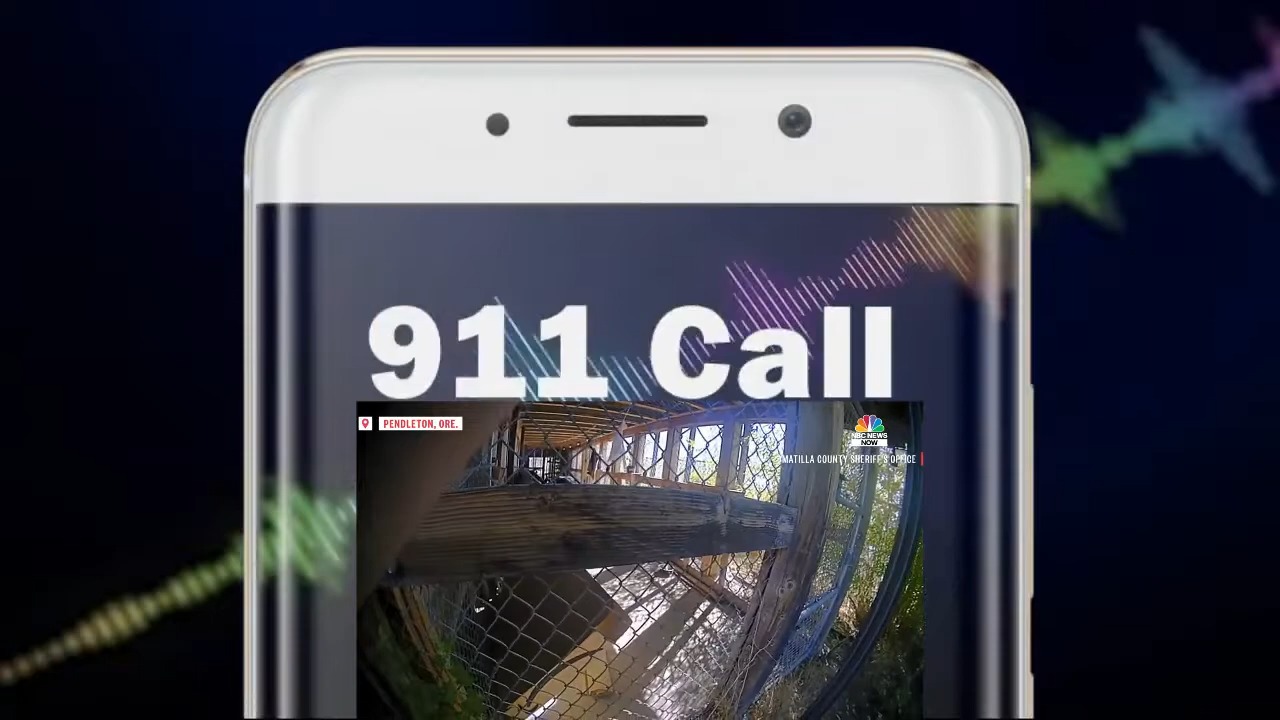 911 Call
PENDLETON, ORE.
NBC NEWS
NOW
MATILLA COUNTY SHERIFF'S OFFICE